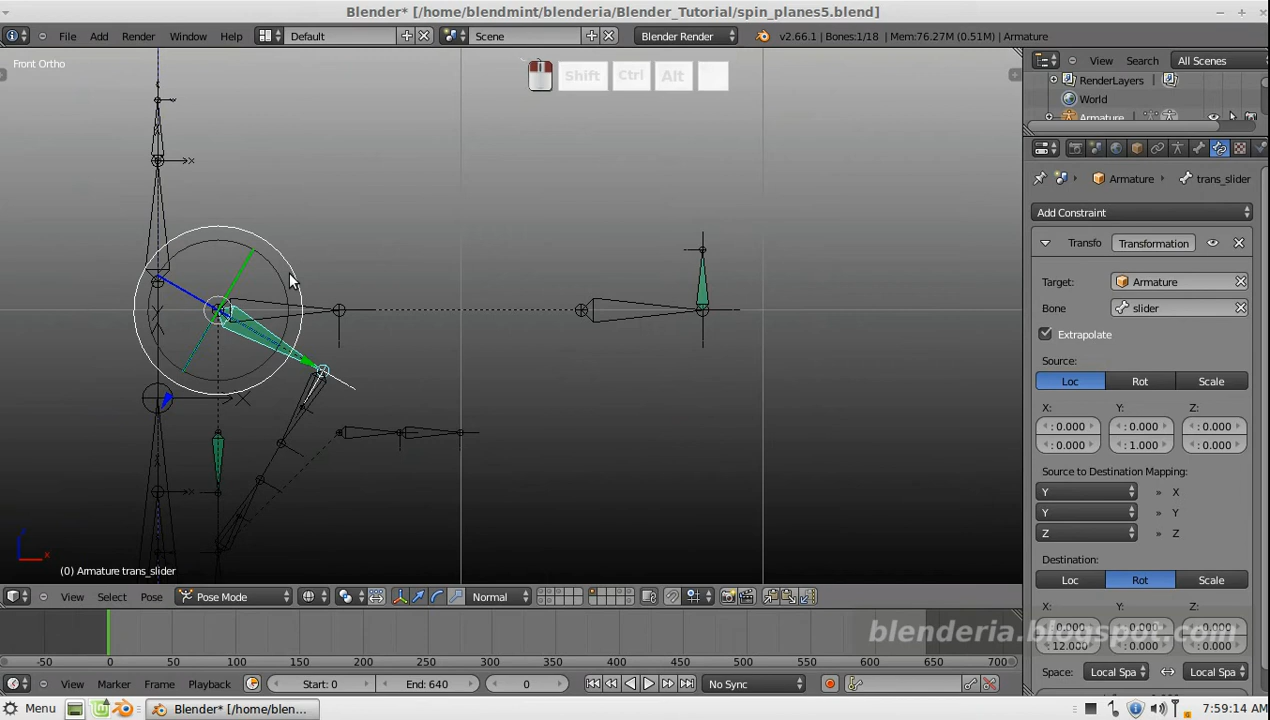 Blender* [/home/blendmint/blenderia/Blender_Tutorial/spin_planes5.blend]
File Add Render Window Help Default Scene Blender Render v2.66.1 | Bones:1/18 | Mem:76.27M (0.51M) | Armature
Front Ortho
Shift Ctrl Alt
View Search All Scenes
RenderLayers
World
Armature
Armature trans_slider
Add Constraint
Transfo Transformation
Target: Armature
Bone: slider
Extrapolate
Source:
Loc Rot Scale
X: Y: Z:
: 0.000 : 0.000 : 0.000
: 0.000 : 1.000 : 0.000
Source to Destination Mapping:
Y » X
Y » Y
Z » Z
Destination:
Loc Rot Scale
X: Y: Z:
: 0.000 : 0.000 : 0.000
: 12.000 : 0.000 : 0.000
Space: Local Spa Local Spa
X
z
x
(0) Armature trans_slider
View Select Pose Pose Mode Normal
blenderia.blogspot.com
-50 0 50 100 150 200 250 300 350 400 450 500 550 600 650 700
View Marker Frame Playback Start: 0 End: 640 0 No Sync
Menu Blender* [/home/blen... 7:59:14 AM